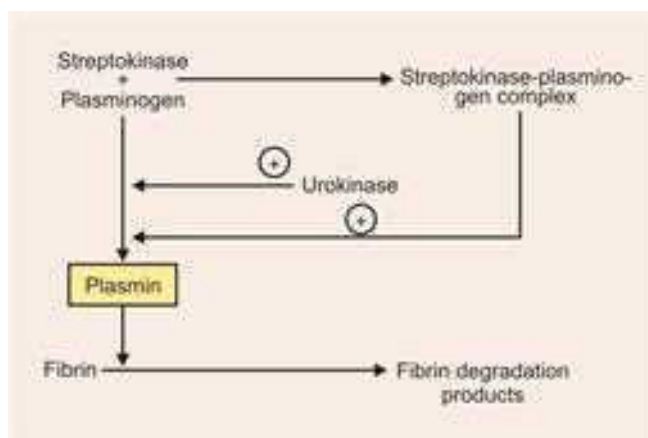 Streptokinase
+
Plasminogen
Streptokinase-plasmino-
gen complex
+
Urokinase
+
Plasmin
Fibrin
Fibrin degradation
products